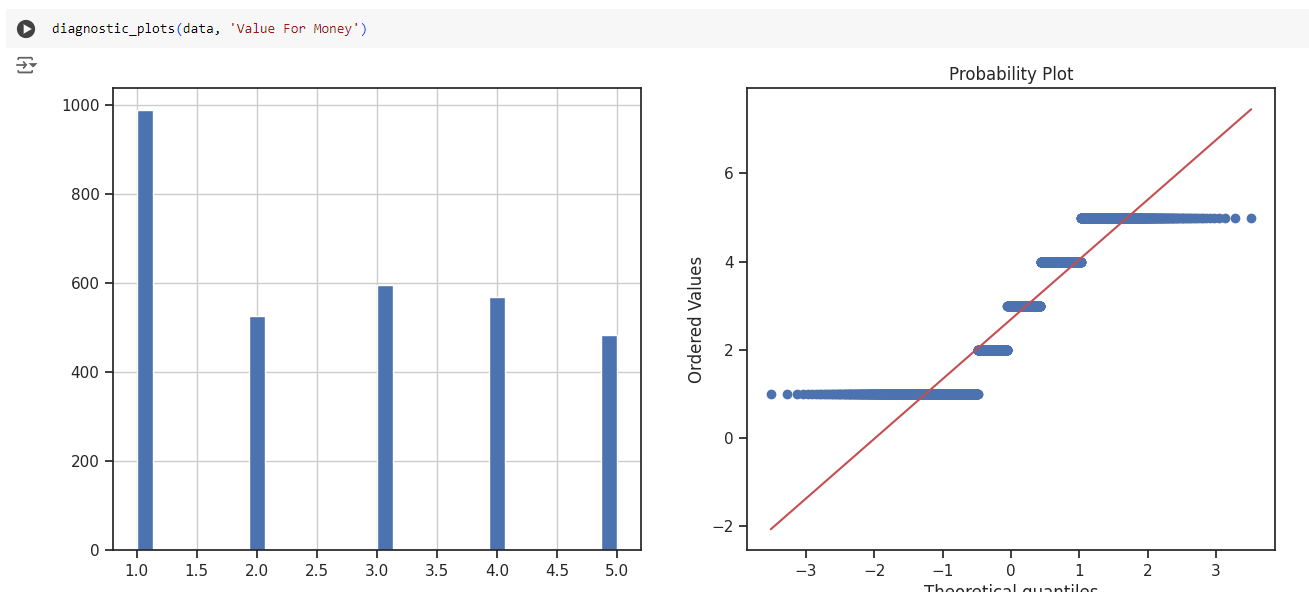 diagnostic_plots(data, 'Value For Money')
1000
800
600
400
200
0
1.0 1.5 2.0 2.5 3.0 3.5 4.0 4.5 5.0
Probability Plot
Ordered Values
6
4
2
0
−2
−3 −2 −1 0 1 2 3
Theoretical quantiles